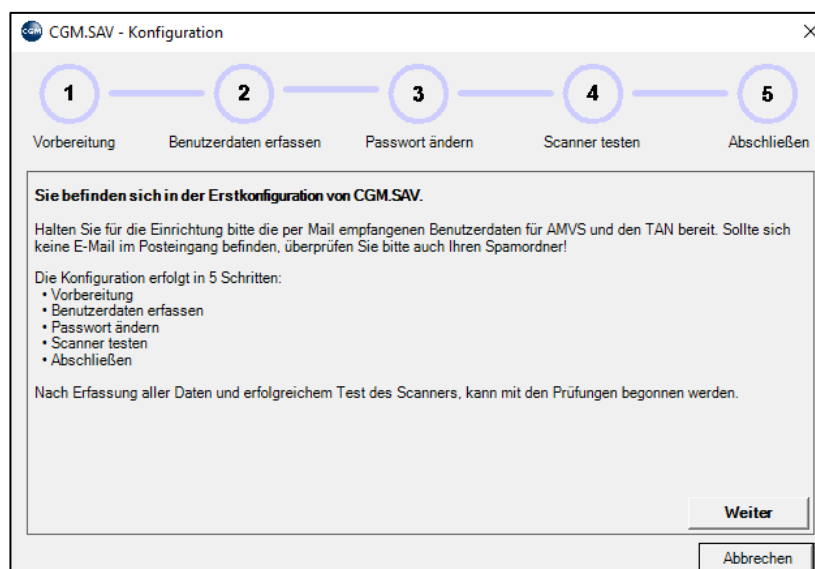 CGM CGM.SAV - Konfiguration
1 2 3 4 5
Vorbereitung Benutzerdaten erfassen Passwort ändern Scanner testen Abschließen
Sie befinden sich in der Erstkonfiguration von CGM.SAV.
Halten Sie für die Einrichtung bitte die per Mail empfangenen Benutzerdaten für AMVS und den TAN bereit. Sollte sich
keine E-Mail im Posteingang befinden, überprüfen Sie bitte auch Ihren Spamordner!
Die Konfiguration erfolgt in 5 Schritten:
• Vorbereitung
• Benutzerdaten erfassen
• Passwort ändern
• Scanner testen
• Abschließen
Nach Erfassung aller Daten und erfolgreichem Test des Scanners, kann mit den Prüfungen begonnen werden.
Weiter
Abbrechen